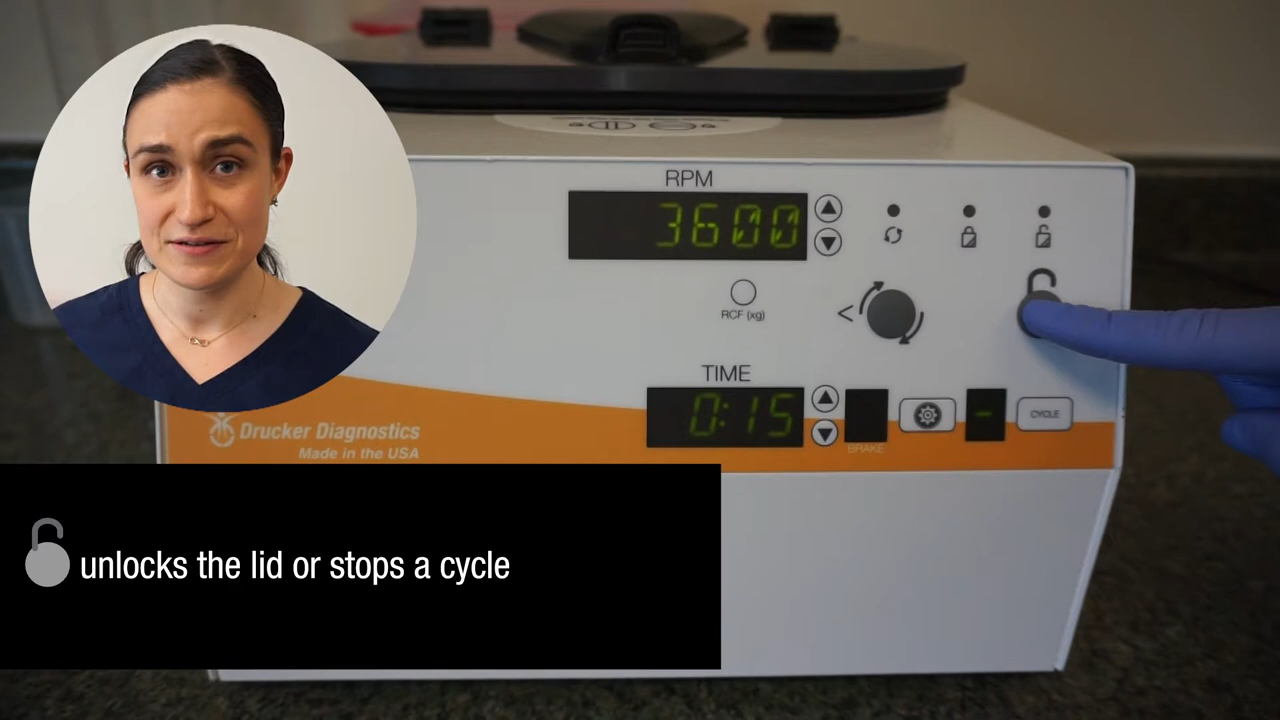 RPM
3600
RCF (xg)
<
TIME
0:15
BRAKE
-
CYCLE
Drucker Diagnostics
Made in the USA
unlocks the lid or stops a cycle